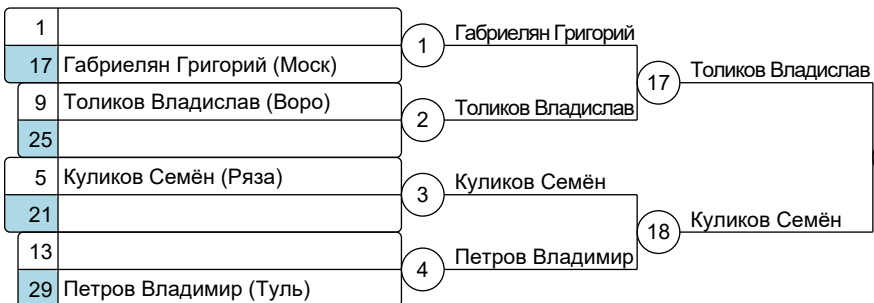 1
17 Габриелян Григорий (Моск)
9 Толиков Владислав (Воро)
25
5 Куликов Семён (Ряза)
21
13
29 Петров Владимир (Туль)
1 Габриелян Григорий
2 Толиков Владислав
3 Куликов Семён
4 Петров Владимир
17 Толиков Владислав
18 Куликов Семён